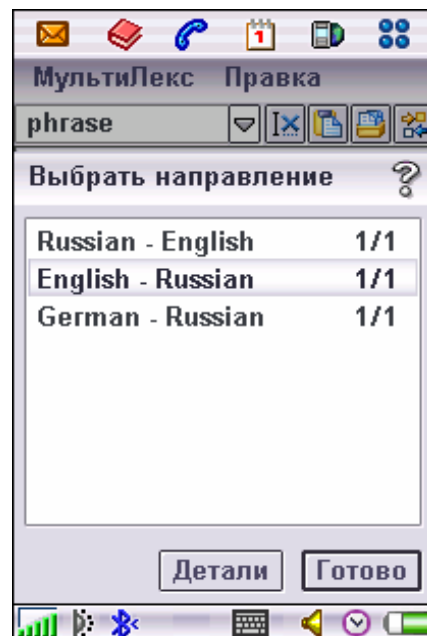 1
МультиЛекс Правка
phrase
Выбрать направление ?
Russian - English 1/1
English - Russian 1/1
German - Russian 1/1
Детали Готово